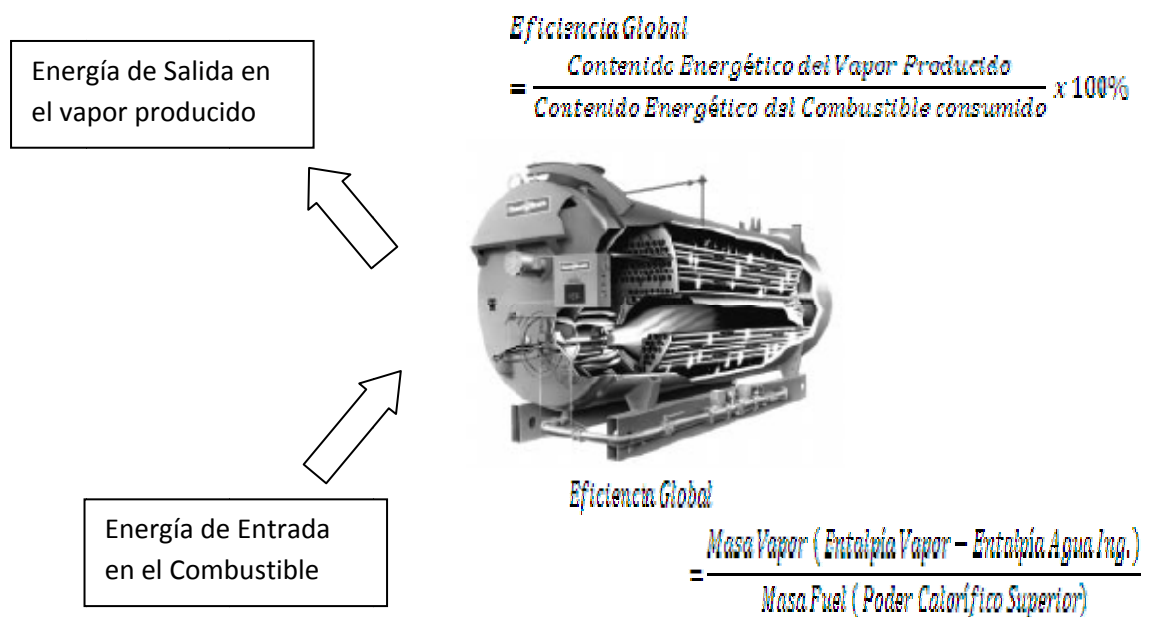 Eficiencia Global
Energía de Salida en
el vapor producido
= Contenido Energético del Vapor Producido
Contenido Energético del Combustible consumido x 100%
Eficiencia Global
Energía de Entrada
en el Combustible
= Masa Vapor ( Entalpía Vapor − Entalpía Agua Ing.)
Masa Fuel ( Poder Calorífico Superior)